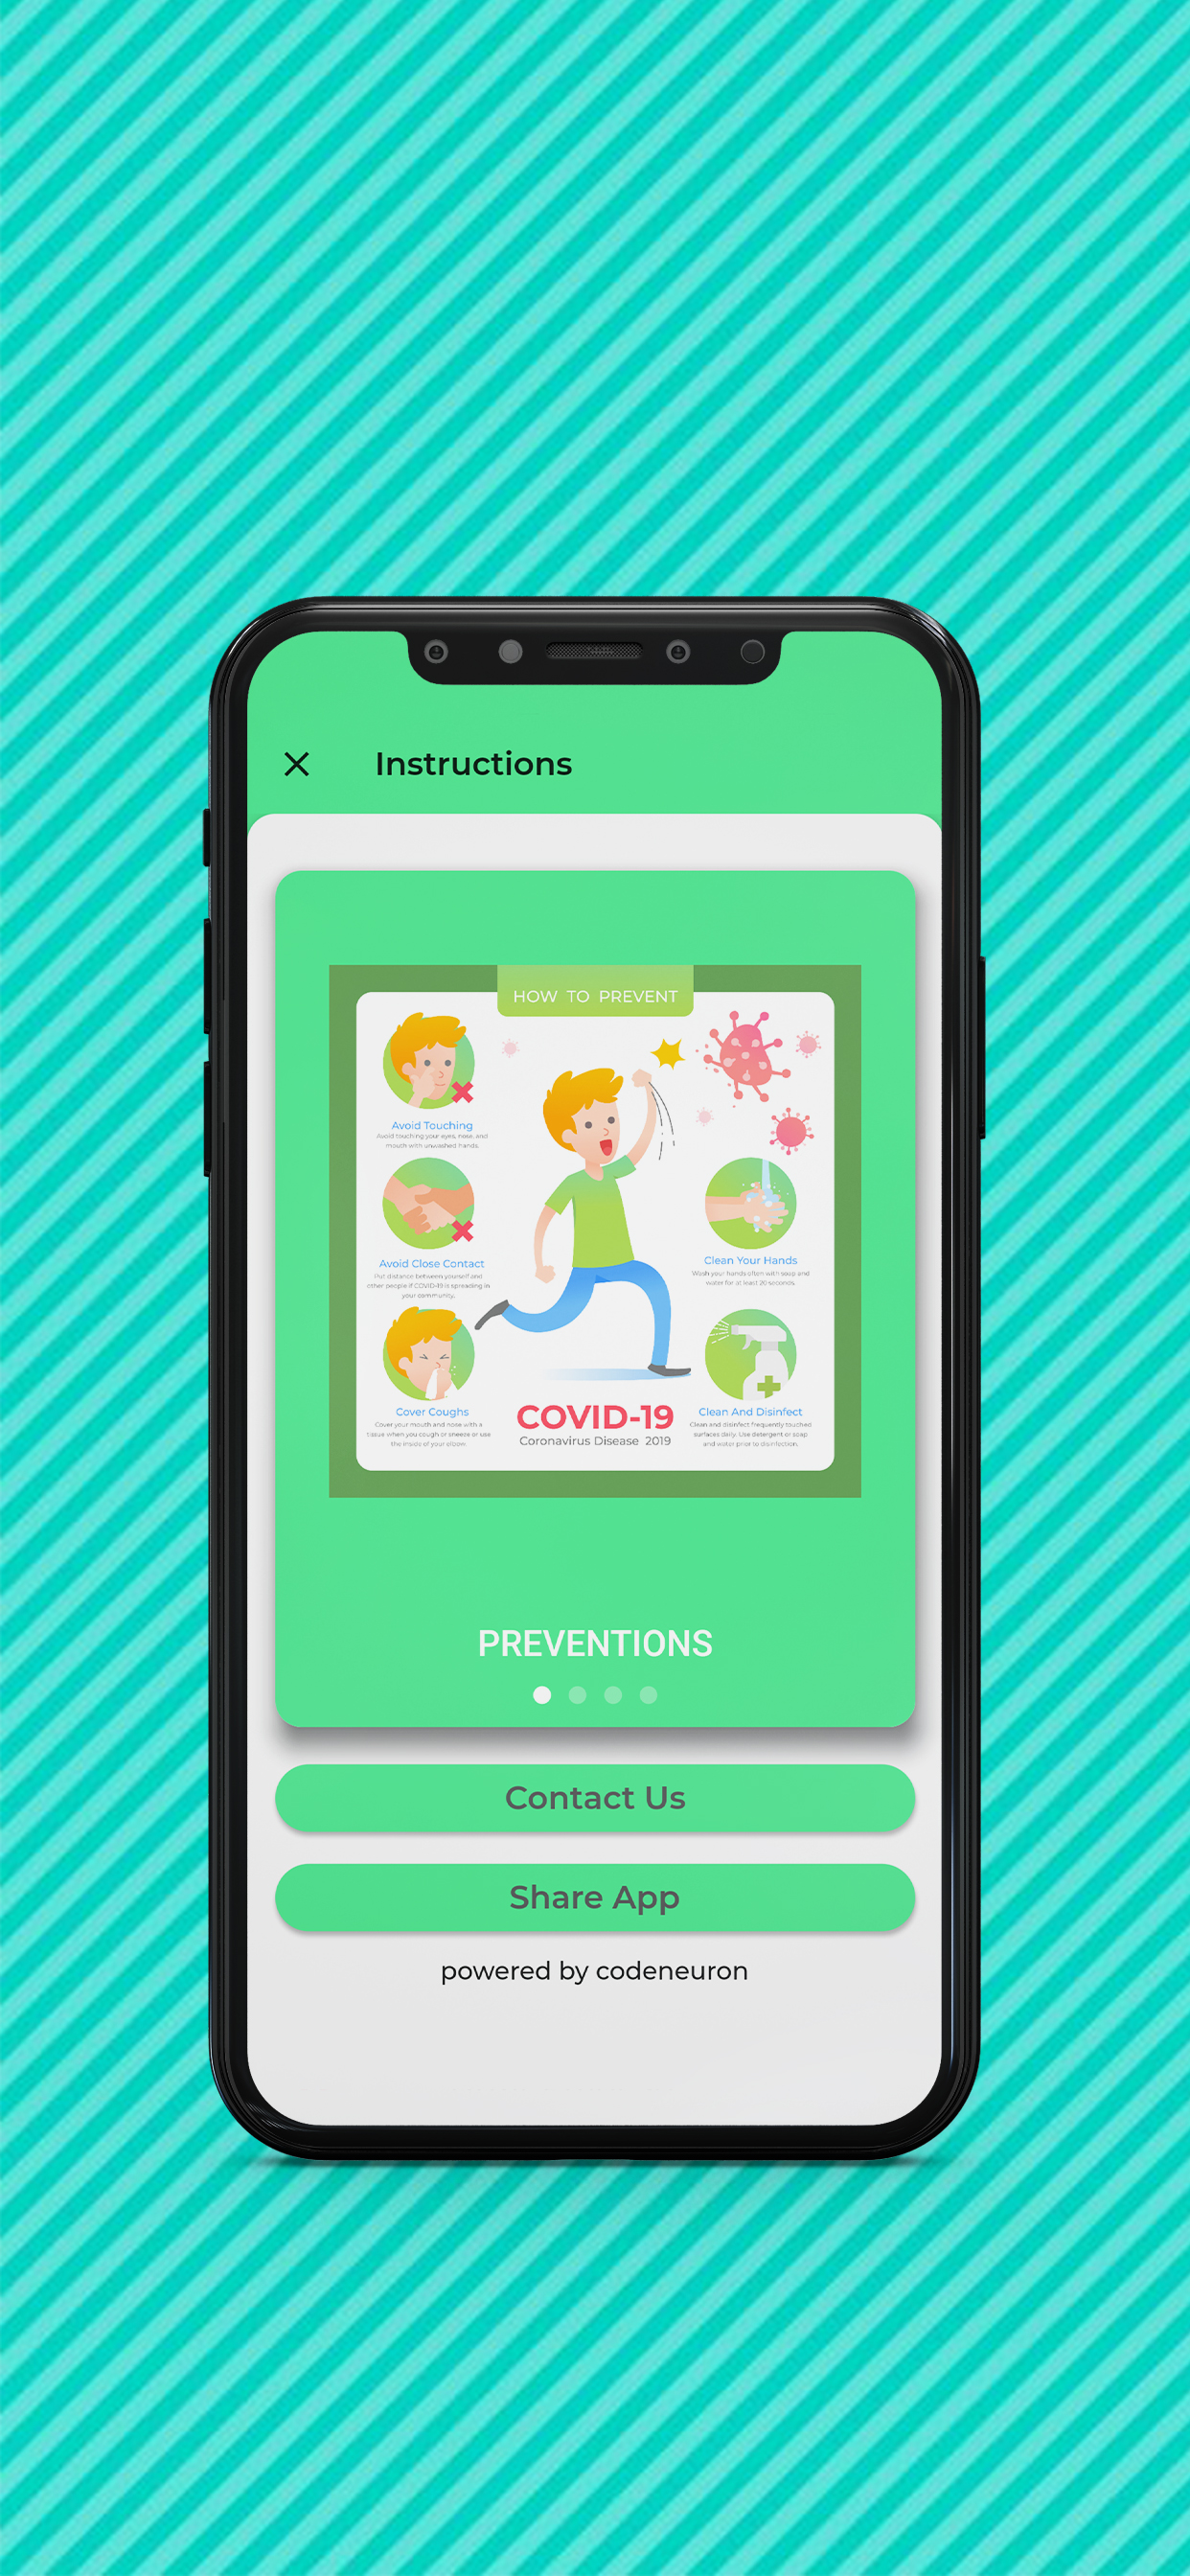 Instructions
HOW TO PREVENT
Avoid Touching
Avoid touching your eyes, nose, and
mouth with unwashed hands.
Avoid Close Contact
Put distance between yourself and
other people if COVID-19 is spreading in
your community.
Clean Your Hands
Wash your hands often with soap and
water for at least 20 seconds.
Cover Coughs
Cover your mouth and nose with a
tissue when you cough or sneeze or use
the inside of your elbow.
COVID-19
Coronavirus Disease 2019
Clean And Disinfect
Clean and disinfect frequently touched
surfaces daily. Use detergent or soap
and water prior to disinfection.
PREVENTIONS
Contact Us
Share App
powered by codeneuron